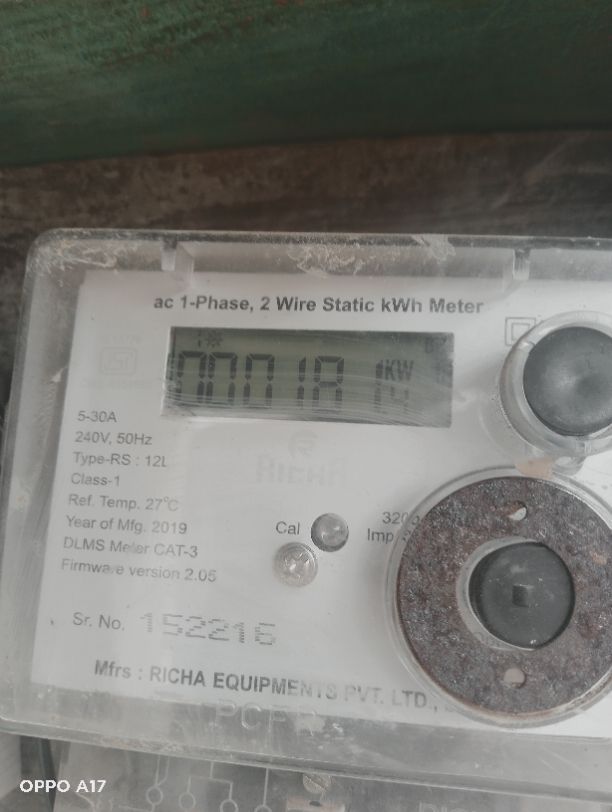 ac 1-Phase, 2 Wire Static kWh Meter
KW
5-30A
240V, 50Hz
Type-RS : 12L
Class-1
Ref. Temp. 27°C
Year of Mfg. 2019
DLMS Meter CAT-3
Firmware version 2.05
Cal
320
Imp
Sr. No. 152216
Mfrs : RICHA EQUIPMENTS PVT. LTD.,
OPPO A17